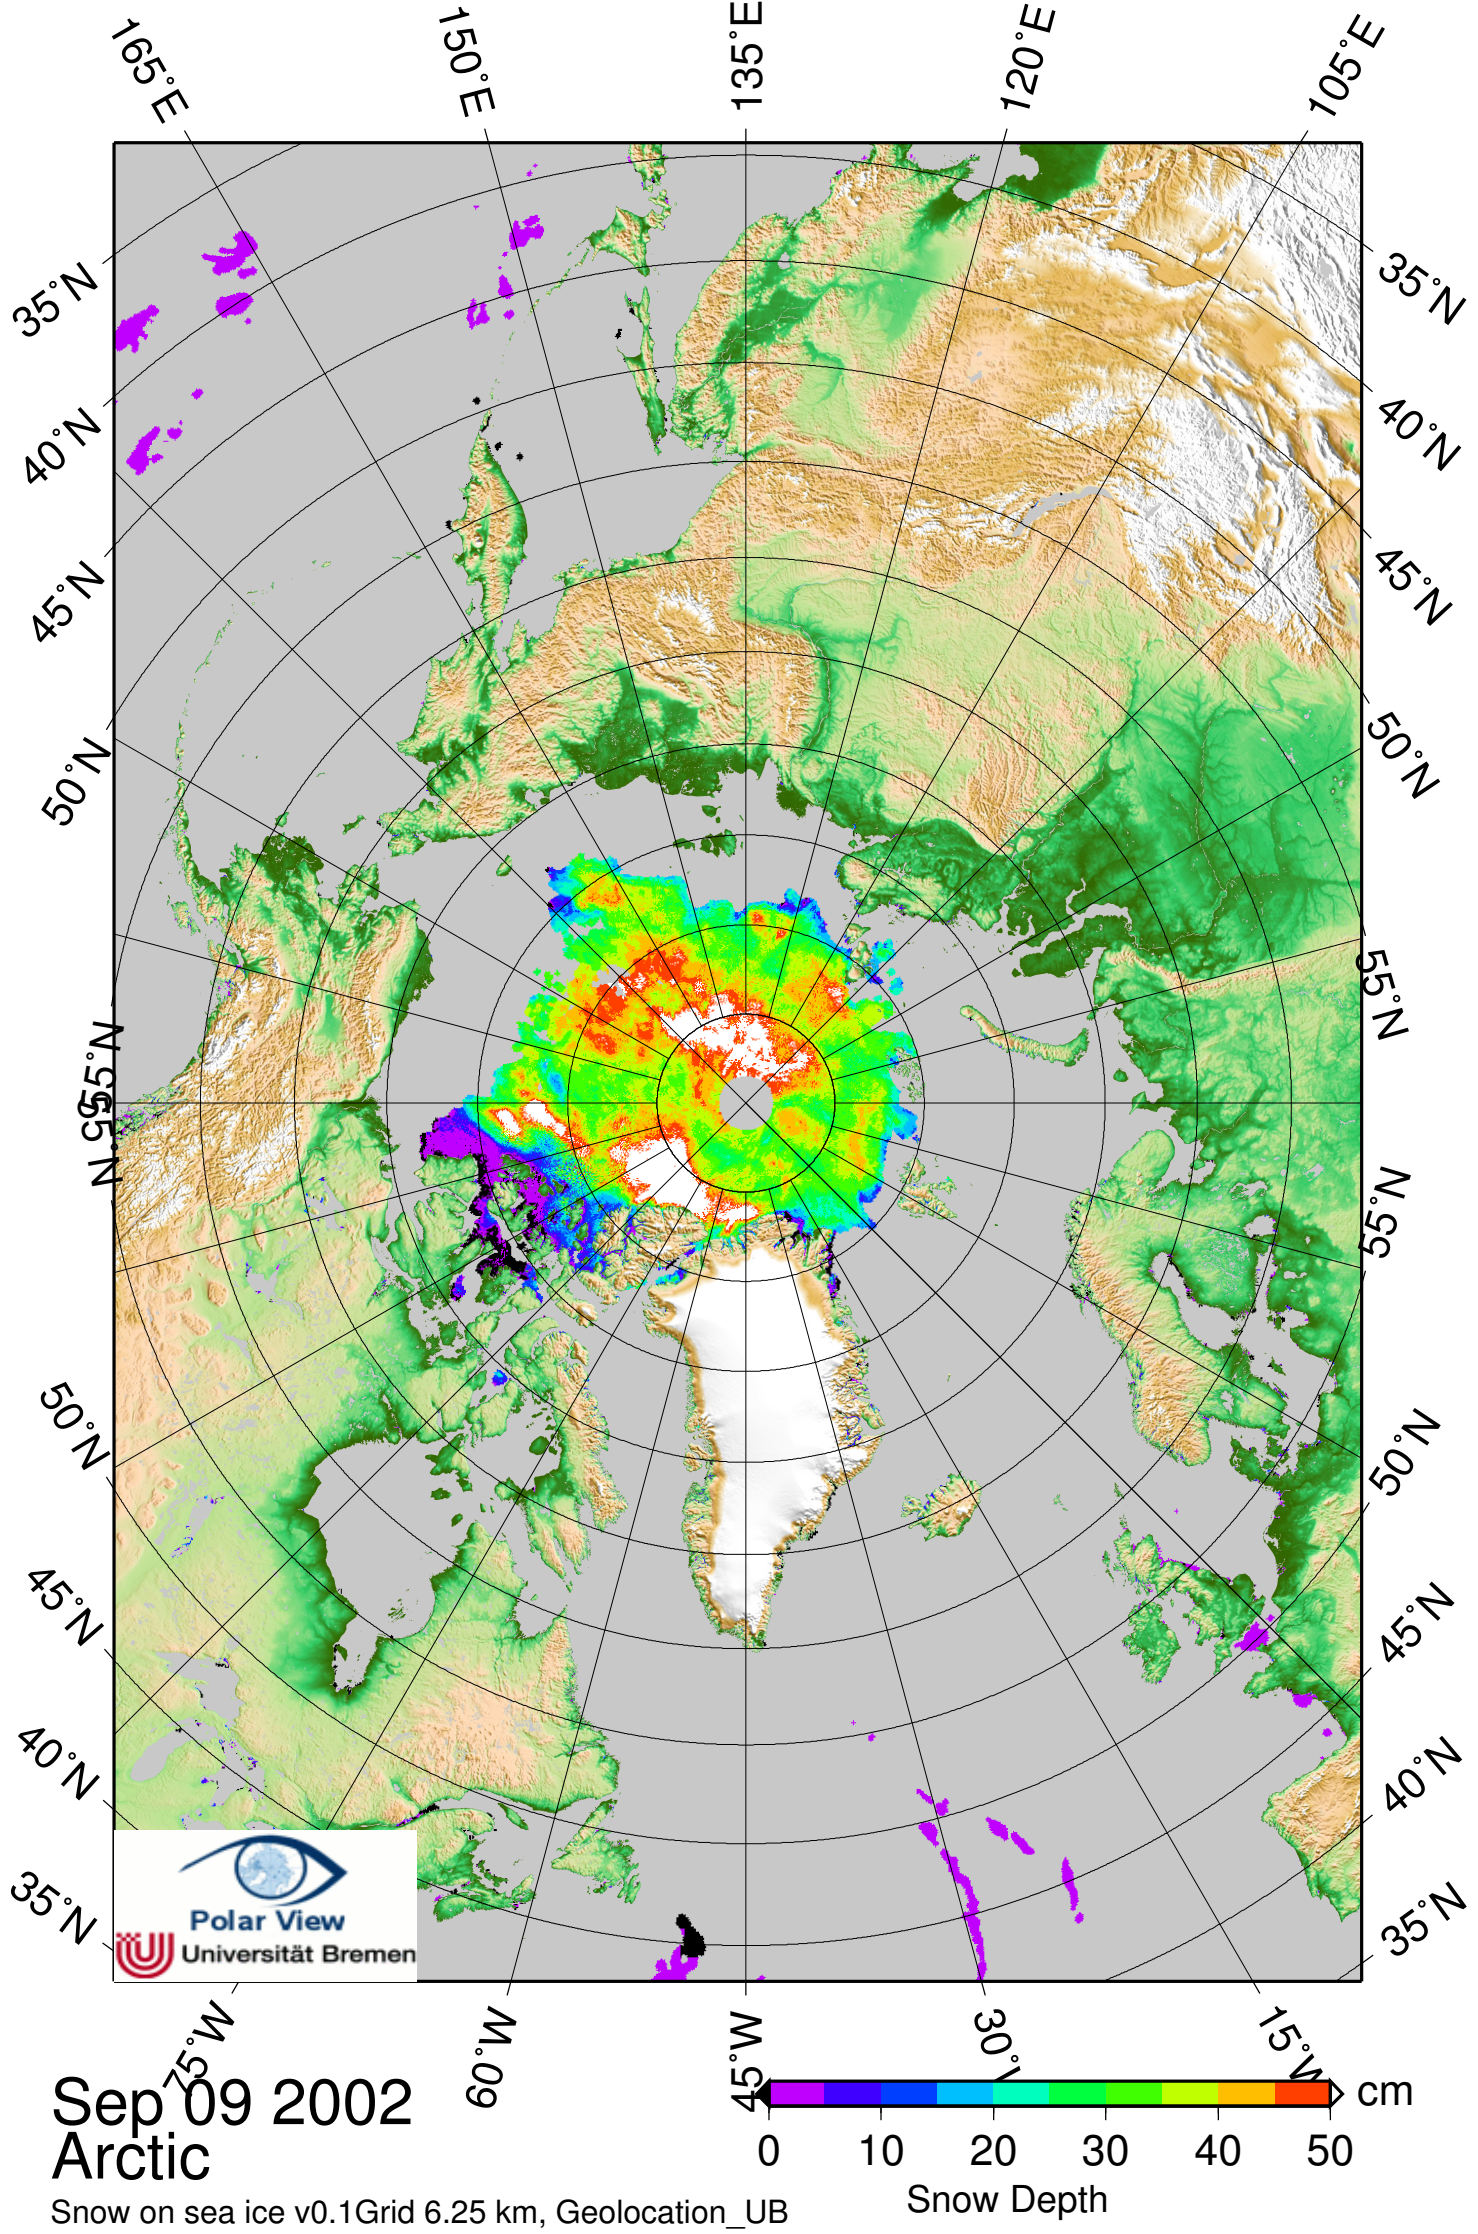 165°E 150°E 135°E 120°E 105°E
35°N 35°N
40°N 40°N
45°N 45°N
50°N 50°N
55°N 55°N
55°N 55°N
50°N 50°N
45°N 45°N
40°N 40°N
35°N 35°N
Polar View
Universität Bremen
75°W 60°W 45°W 30°W 15°W
Sep 09 2002
Arctic
Snow on sea ice v0.1Grid 6.25 km, Geolocation_UB
cm
0 10 20 30 40 50
Snow Depth